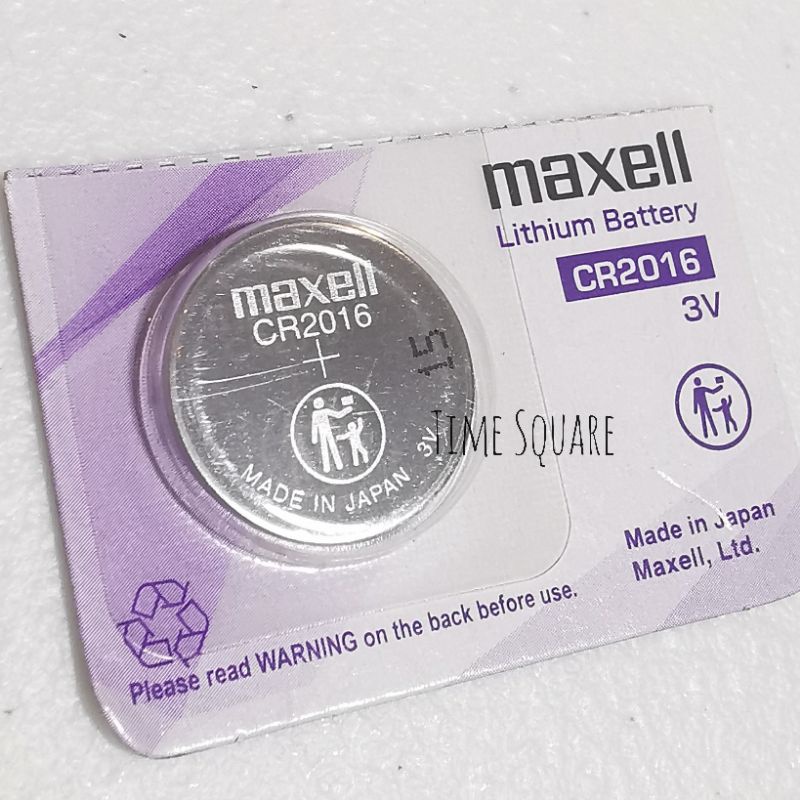 maxell
Lithium Battery
CR2016
3V
maxell
CR2016
+
15
3V
MADE IN JAPAN
TIME SQUARE
Made in Japan
Maxell, Ltd.
Please read WARNING on the back before use.